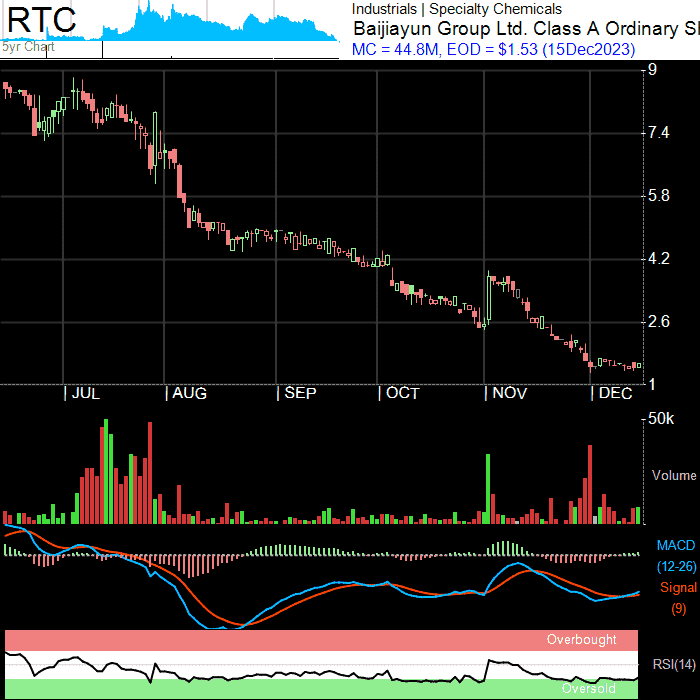 RTC
5yr Chart
Industrials | Specialty Chemicals
Baijiayun Group Ltd. Class A Ordinary
MC = 44.8M, EOD = $1.53 (15Dec2023)
9
7.4
5.8
4.2
2.6
1
| JUL | AUG | SEP | OCT | NOV | DEC
50k
Volume
MACD
(12-26)
Signal
(9)
Overbought
RSI(14)
Oversold